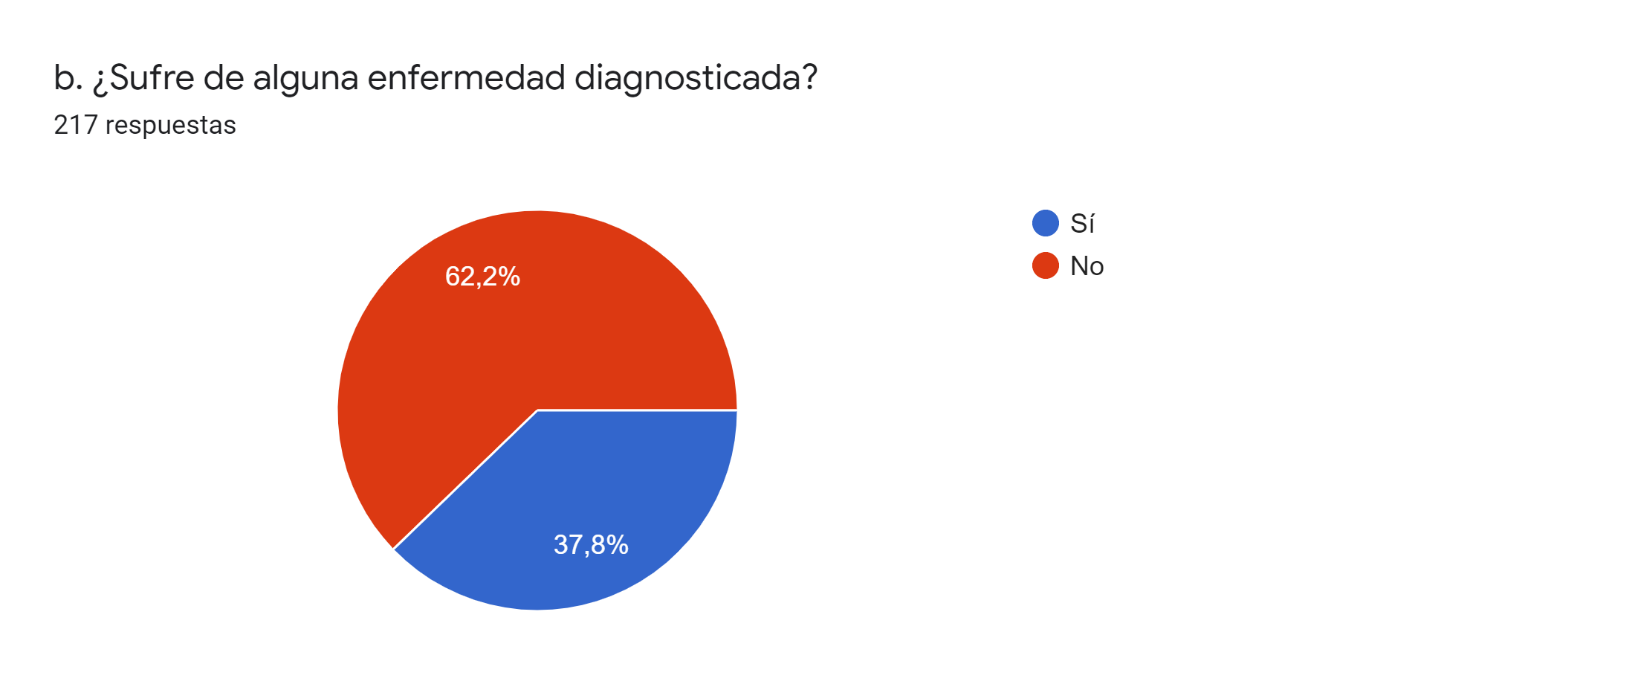 b. ¿Sufre de alguna enfermedad diagnosticada?
217 respuestas
Sí
No
62,2%
37,8%